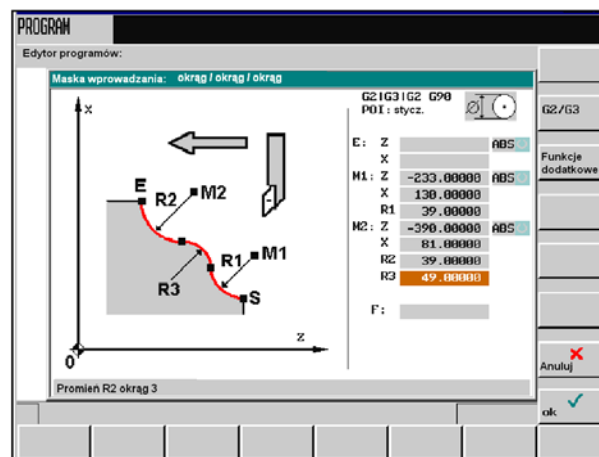 PROGRAM
Edytor programów:
Maska wprowadzania: okrąg / okrąg / okrąg
G2|G3|G2 G90
POI: stycz.
Ø
E: Z ABS
X
M1: Z -233.00000 ABS
X 130.00000
R1 39.00000
M2: Z -390.00000 ABS
X 81.00000
R2 39.00000
R3 49.00000
F:
x
E
R2
M2
R1
M1
R3
S
z
0
Promień R2 okrąg 3
G2/G3
Funkcje
dodatkowe
Anuluj
ok